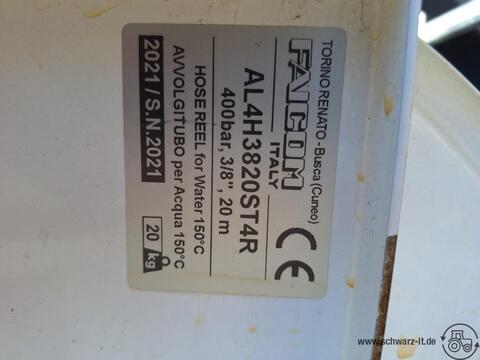 TORINO RENATO - Busca (Cuneo)
FAICOM
ITALY
AL4H3820ST4R
400bar, 3/8", 20 m
HOSE REEL for Water 150°C
AVVOLGITUBO per Acqua 150°C
2021 / S.N.2021
20 kg
CE
www.schwarz-lt.de